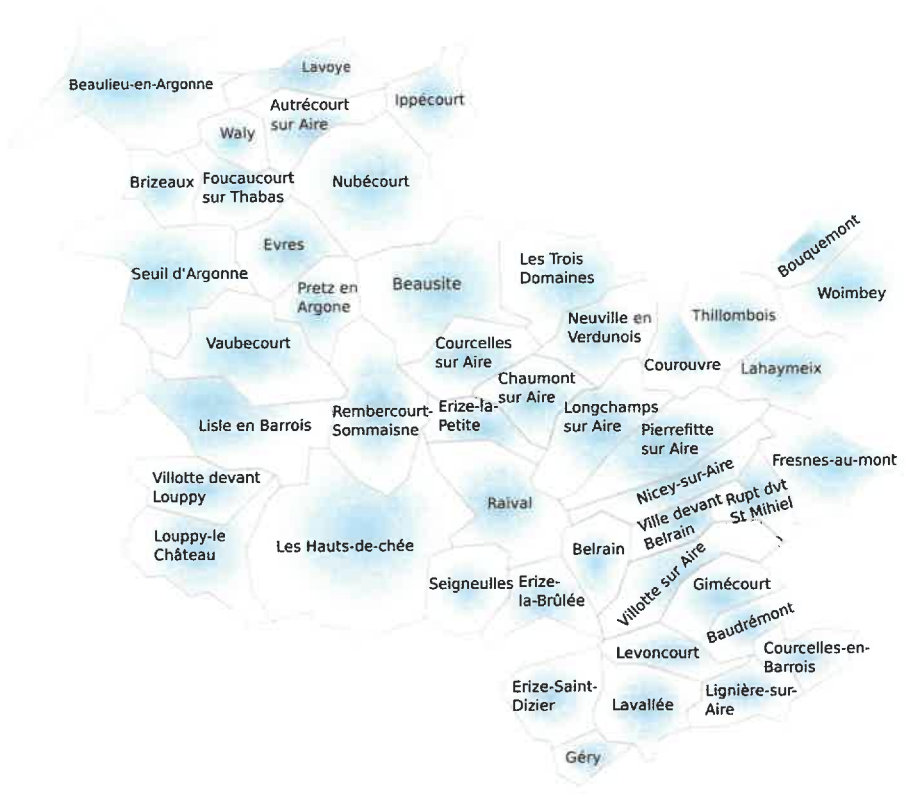 Lavoye
Beaulieu-en-Argonne
Ippécourt
Autrécourt
sur Aire
Waly
Brizeaux
Foucaucourt
sur Thabas
Nubécourt
Bouquemont
Evres
Les Trois
Domaines
Seuil d'Argonne
Pretz en
Argone
Beausite
Woimbey
Thillombois
Neuville en
Verdunois
Vaubecourt
Courcelles
sur Aire
Courouvre
Lahaymeix
Chaumont
sur Aire
Lisle en Barrois
Rembercourt-
Sommaisne
Erize-la-
Petite
Longchamps
sur Aire
Pierrefitte
sur Aire
Fresnes-au-mont
Nicey-sur-Aire
Villotte devant
Louppy
Raival
Ville devant
Belrain
Rupt dvt
St Mihiel
Louppy-le
Château
Les Hauts-de-chée
Belrain
Villotte sur Aire
Seigneulles
Erize-
la-Brûlée
Gimécourt
Baudrémont
Levoncourt
Courcelles-en-
Barrois
Erize-Saint-
Dizier
Lavallée
Lignière-sur-
Aire
Géry